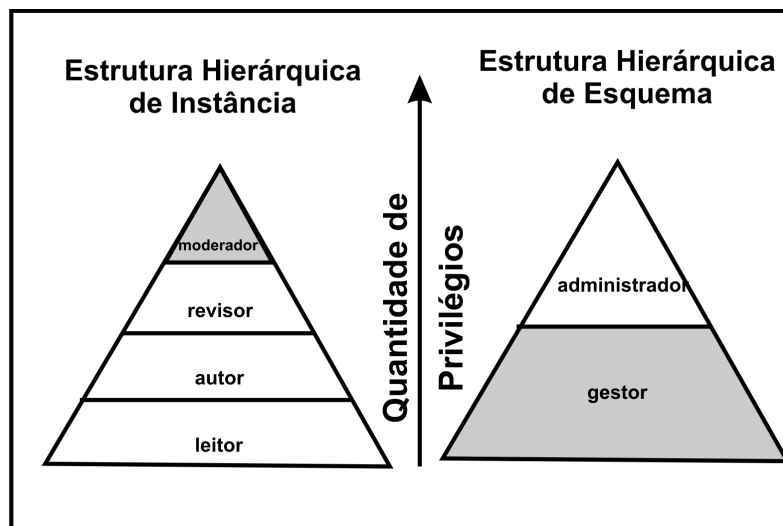 Estrutura Hierárquica
de Instância
moderador
revisor
autor
leitor
Quantidade de
Privilégios
Estrutura Hierárquica
de Esquema
administrador
gestor